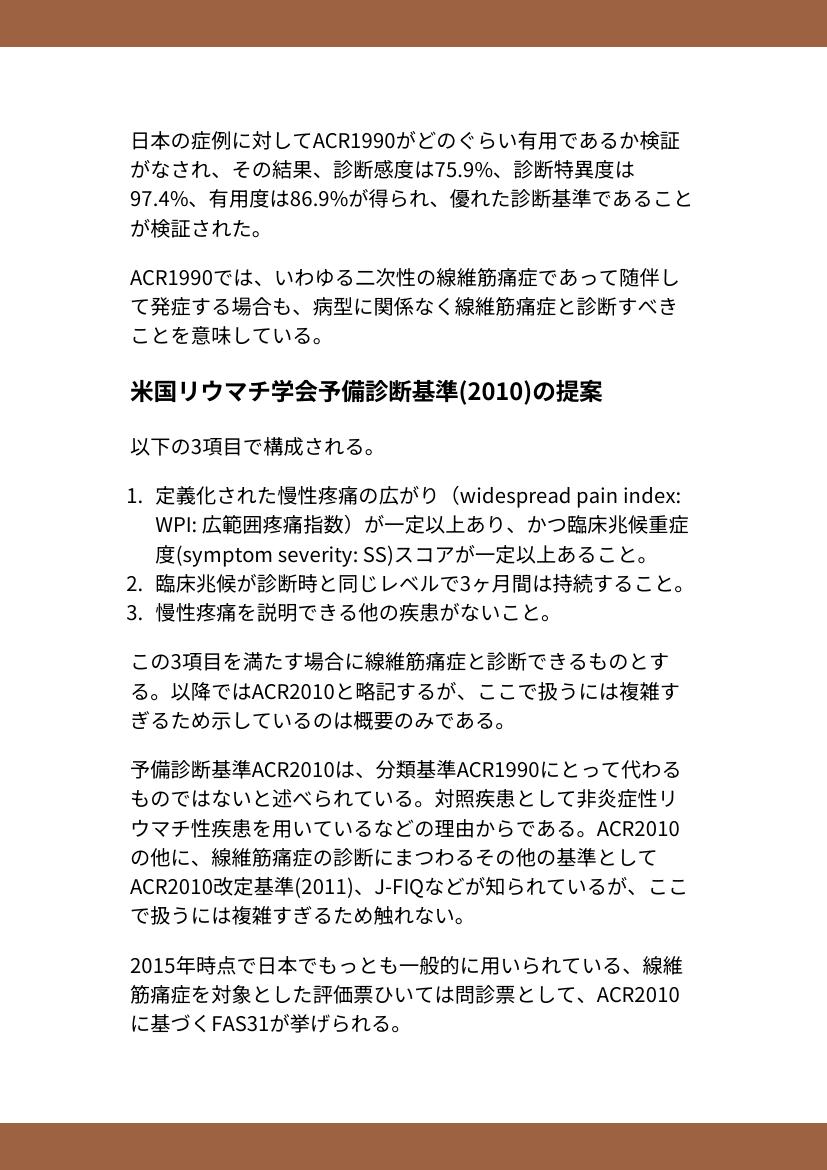 日本の症例に対してACR1990がどのぐらい有用であるか検証
がなされ、その結果、診断感度は75.9%、診断特異度は
97.4%、有用度は86.9%が得られ、優れた診断基準であること
が検証された。
ACR1990では、いわゆる二次性の線維筋痛症であって随伴し
て発症する場合も、病型に関係なく線維筋痛症と診断すべき
ことを意味している。
米国リウマチ学会予備診断基準(2010)の提案
以下の3項目で構成される。
1. 定義化された慢性疼痛の広がり（widespread pain index:
WPI: 広範囲疼痛指数）が一定以上あり、かつ臨床兆候重症
度(symptom severity: SS)スコアが一定以上あること。
2. 臨床兆候が診断時と同じレベルで3ヶ月間は持続すること。
3. 慢性疼痛を説明できる他の疾患がないこと。
この3項目を満たす場合に線維筋痛症と診断できるものとす
る。以降ではACR2010と略記するが、ここで扱うには複雑す
ぎるため示しているのは概要のみである。
予備診断基準ACR2010は、分類基準ACR1990にとって代わる
ものではないと述べられている。対照疾患として非炎症性リ
ウマチ性疾患を用いているなどの理由からである。ACR2010
の他に、線維筋痛症の診断にまつわるその他の基準として
ACR2010改定基準(2011)、J-FIQなどが知られているが、ここ
で扱うには複雑すぎるため触れない。
2015年時点で日本でもっとも一般的に用いられている、線維
筋痛症を対象とした評価票ひいては問診票として、ACR2010
に基づくFAS31が挙げられる。